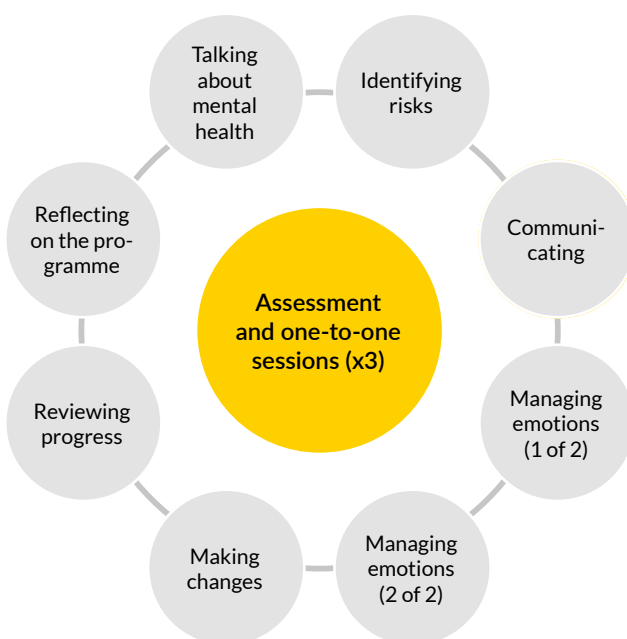 Talking
about
mental
health
Identifying
risks
Communi-
cating
Managing
emotions
(1 of 2)
Managing
emotions
(2 of 2)
Making
changes
Reviewing
progress
Reflecting
on the pro-
gramme
Assessment
and one-to-one
sessions (x3)